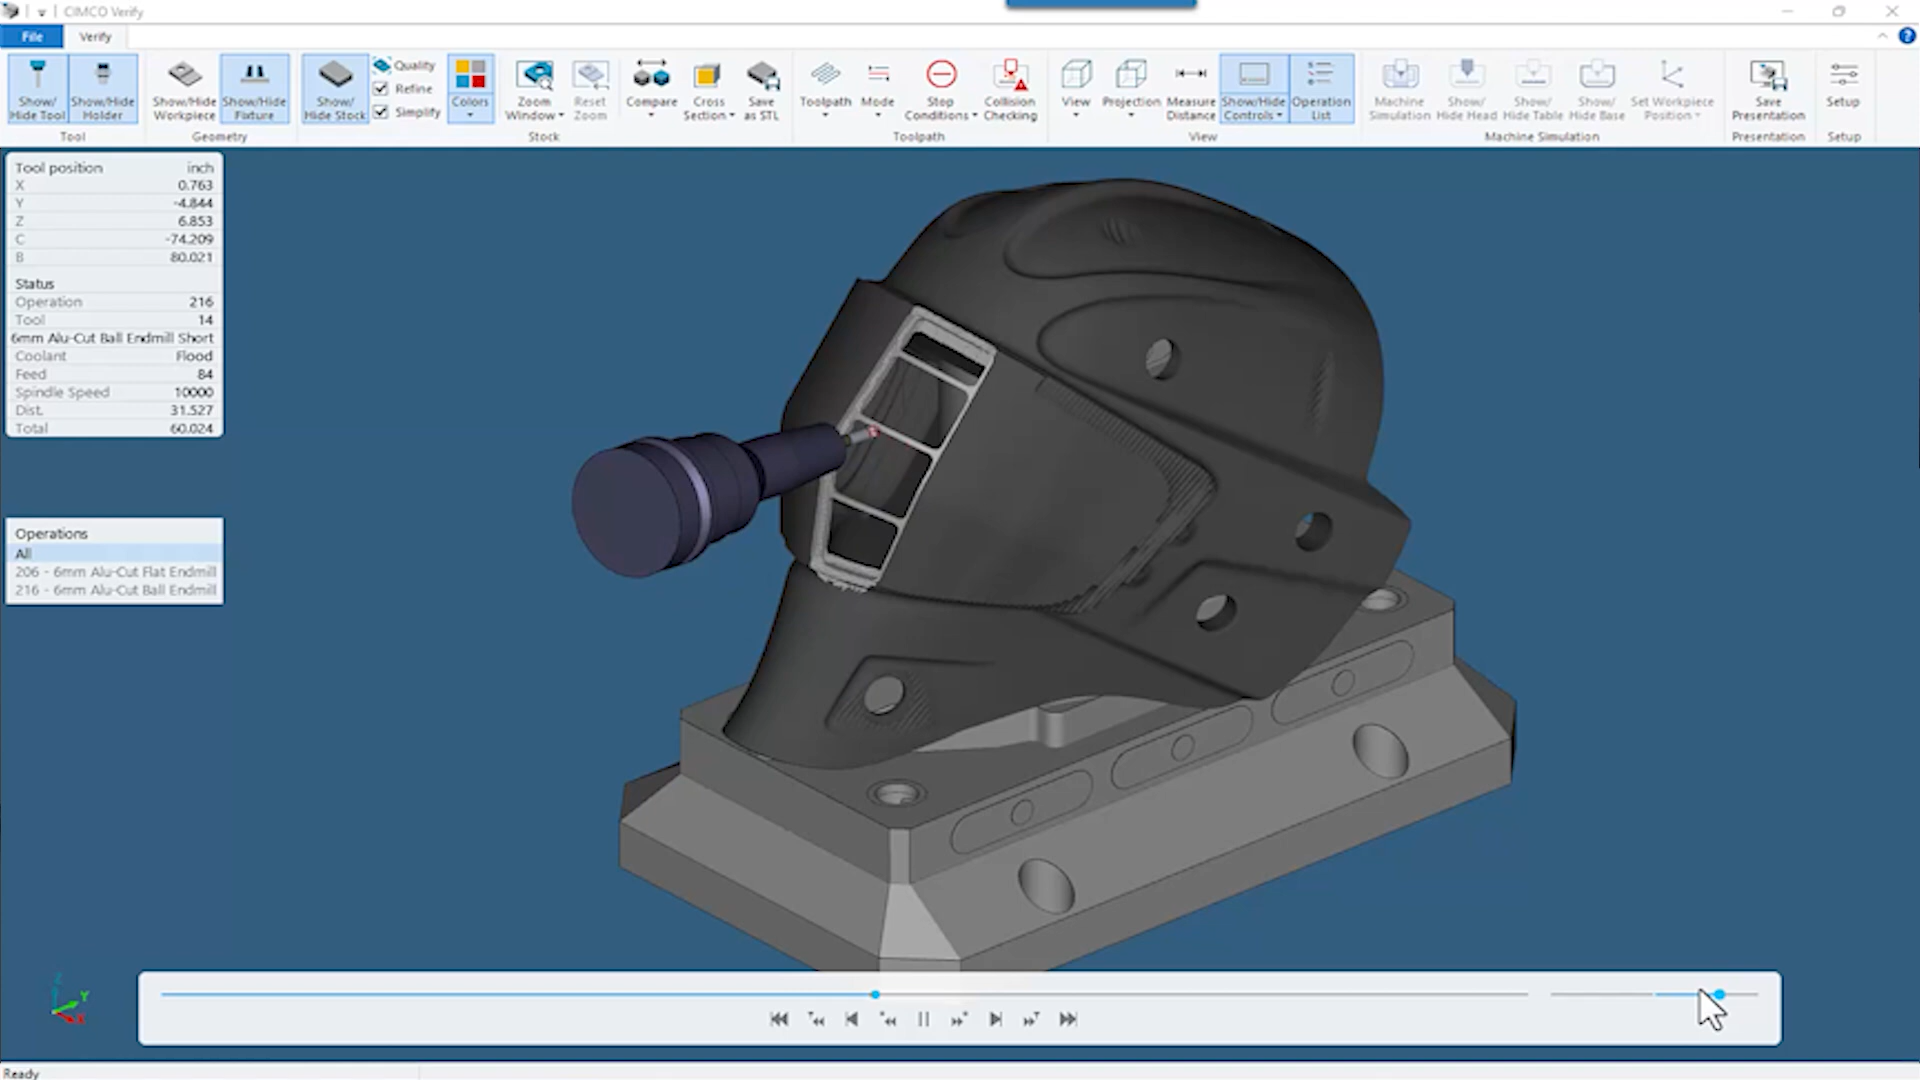 CIMCO Verify
File Verify
Show/ Hide Tool
Show/Hide Holder
Tool
Show/Hide Workpiece
Show/Hide Fixture
Geometry
Show/ Hide Stock
Quality
Refine
Simplify
Colors
Zoom Window
Reset Zoom
Compare
Cross Section
Save as STL
Stock
Toolpath
Mode
Stop Conditions
Collision Checking
Toolpath
View
Projection
Measure Distance
Show/Hide Controls
Operation List
View
Machine Simulation
Show/ Hide Head
Show/ Hide Table
Show/ Hide Base
Set Workpiece Position
Machine Simulation
Save Presentation
Presentation
Setup
Setup
Tool position inch
X 0.763
Y -4.844
Z 6.853
C -74.209
B 80.021
Status
Operation 216
Tool 14
6mm Alu-Cut Ball Endmill Short
Coolant Flood
Feed 84
Spindle Speed 10000
Dist. 31.527
Total 60.024
Operations
All
206 - 6mm Alu-Cut Flat Endmill
216 - 6mm Alu-Cut Ball Endmill
Z
Y
X
Ready